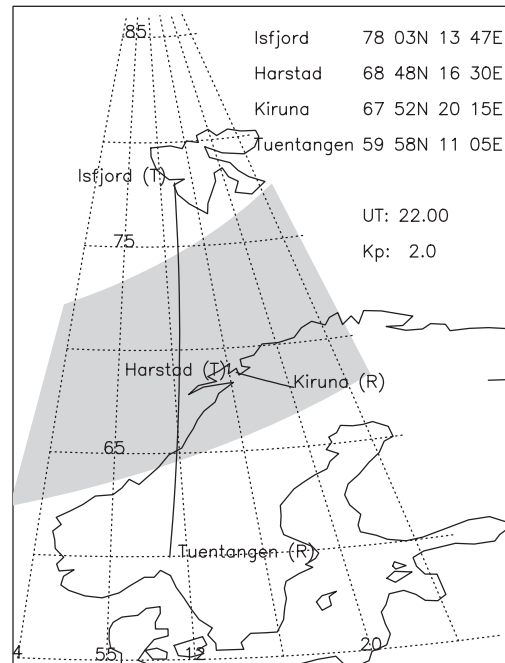 85
Isfjord 78 03N 13 47E
Harstad 68 48N 16 30E
Kiruna 67 52N 20 15E
Tuentangen 59 58N 11 05E
Isfjord (T)
UT: 22.00
Kp: 2.0
75
Harstad (T)
Kiruna (R)
65
Tuentangen (R)
4
55
12
20